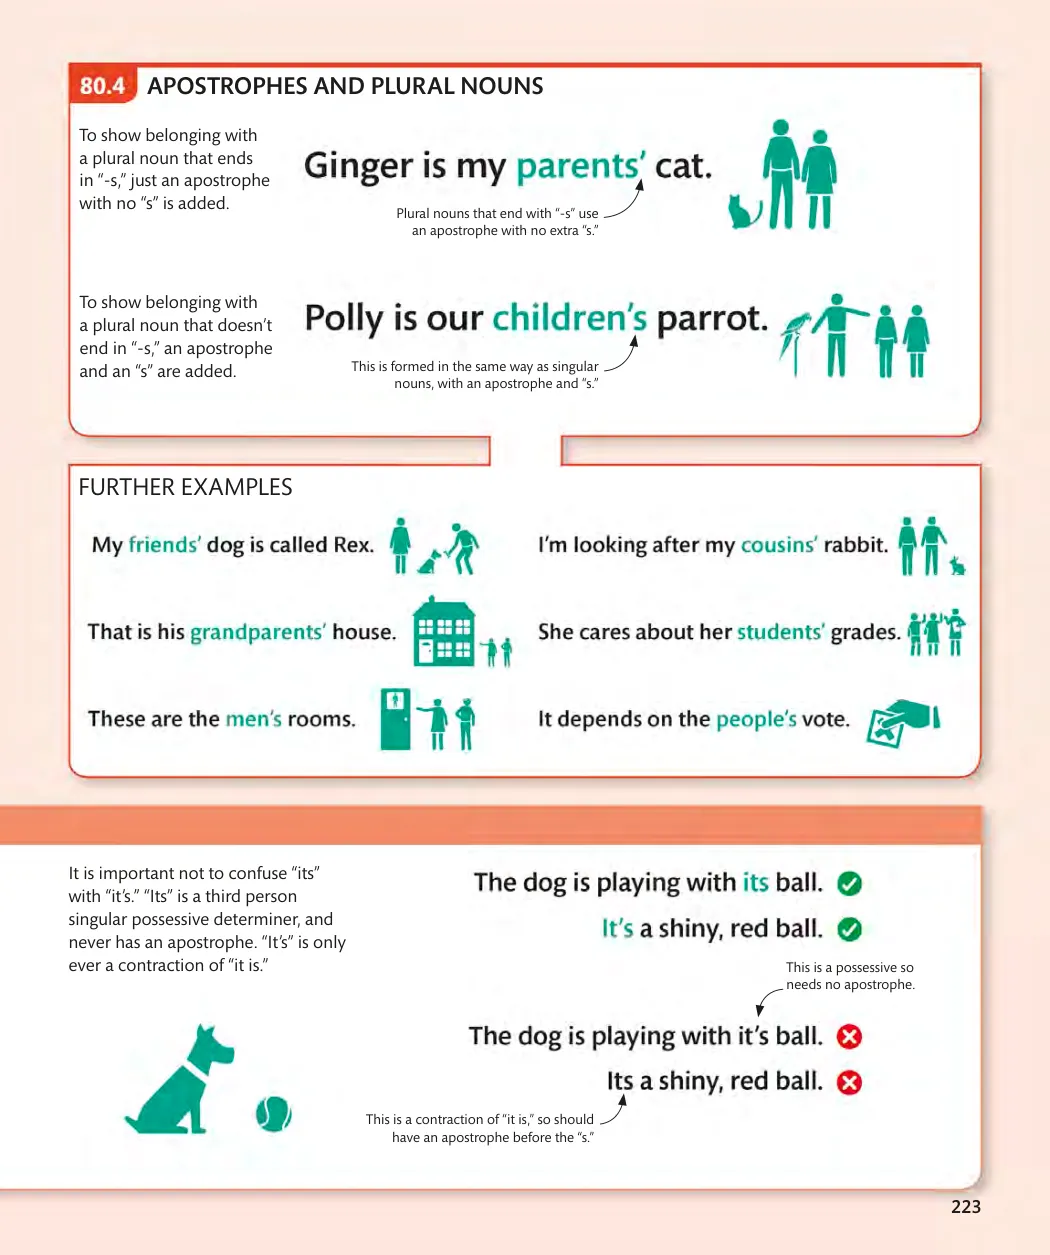 80.4 APOSTROPHES AND PLURAL NOUNS
To show belonging with
a plural noun that ends
in “-s,” just an apostrophe
with no “s” is added.
Ginger is my parents’ cat.
Plural nouns that end with “-s” use
an apostrophe with no extra “s.”
To show belonging with
a plural noun that doesn’t
end in “-s,” an apostrophe
and an “s” are added.
Polly is our children’s parrot.
This is formed in the same way as singular
nouns, with an apostrophe and “s.”
FURTHER EXAMPLES
My friends’ dog is called Rex.
I’m looking after my cousins’ rabbit.
That is his grandparents’ house.
She cares about her students’ grades.
These are the men’s rooms.
It depends on the people’s vote.
It is important not to confuse “its”
with “it’s.” “Its” is a third person
singular possessive determiner, and
never has an apostrophe. “It’s” is only
ever a contraction of “it is.”
The dog is playing with its ball.
It’s a shiny, red ball.
This is a possessive so
needs no apostrophe.
The dog is playing with it’s ball.
Its a shiny, red ball.
This is a contraction of “it is,” so should
have an apostrophe before the “s.”
223